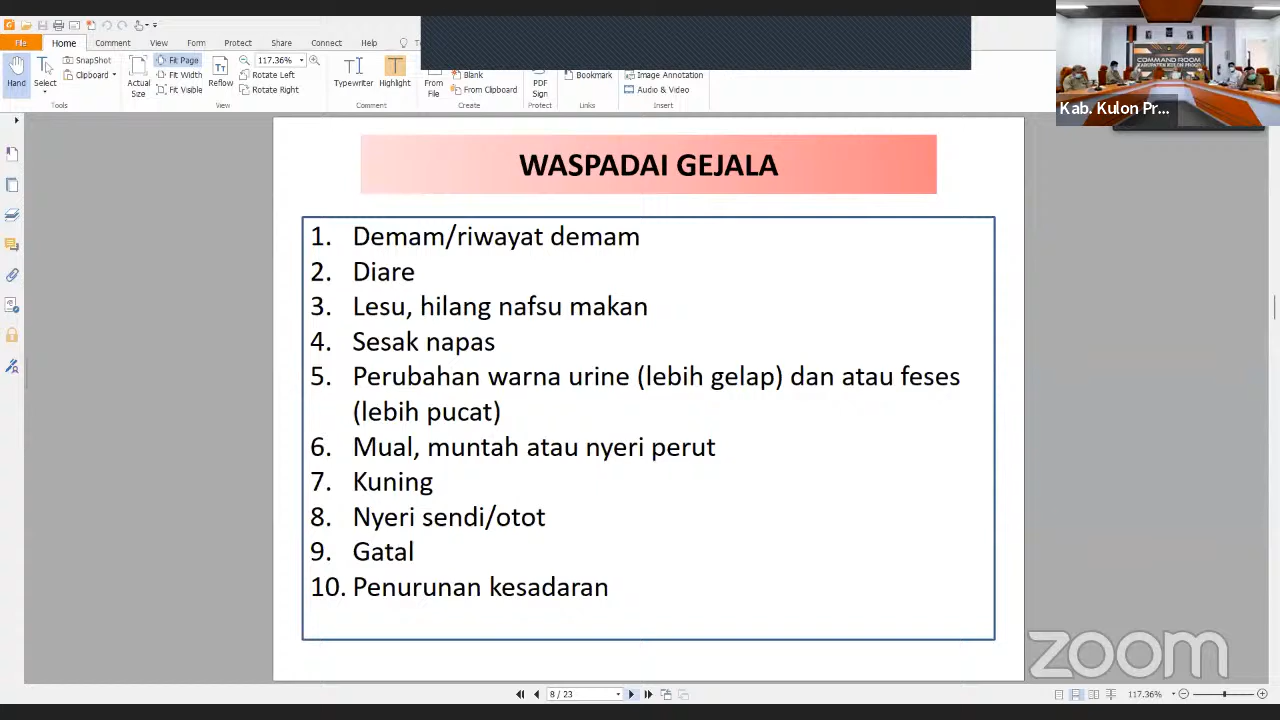 File
Home
Comment
View
Form
Protect
Share
Connect
Help
Hand
Select
SnapShot
Clipboard
Tools
Actual Size
Fit Page
Fit Width
Fit Visible
Reflow
117.36%
Rotate Left
Rotate Right
View
Typewriter
Highlight
Comment
From File
Blank
From Clipboard
Create
PDF Sign
Protect
Bookmark
Links
Image Annotation
Audio & Video
Insert
COMMAND ROOM
KABUPATEN KULON PROGO
Kab. Kulon Pr...
WASPADAI GEJALA
1. Demam/riwayat demam
2. Diare
3. Lesu, hilang nafsu makan
4. Sesak napas
5. Perubahan warna urine (lebih gelap) dan atau feses
(lebih pucat)
6. Mual, muntah atau nyeri perut
7. Kuning
8. Nyeri sendi/otot
9. Gatal
10. Penurunan kesadaran
zoom
8 / 23
117.36%